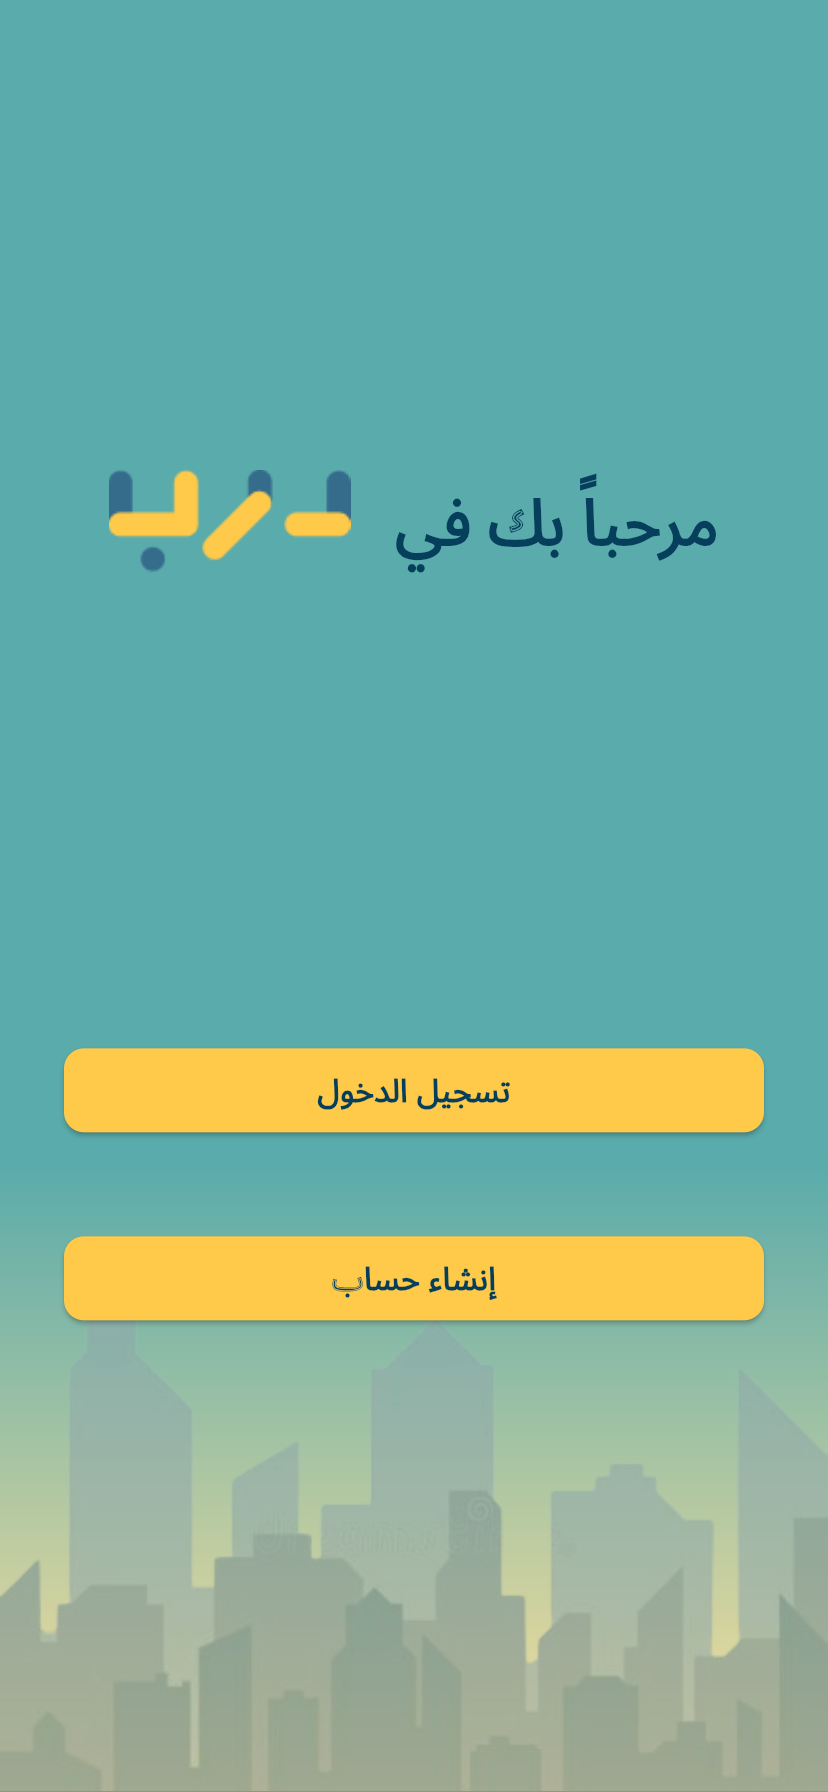 مرحباً بك في درب
تسجيل الدخول
إنشاء حساب